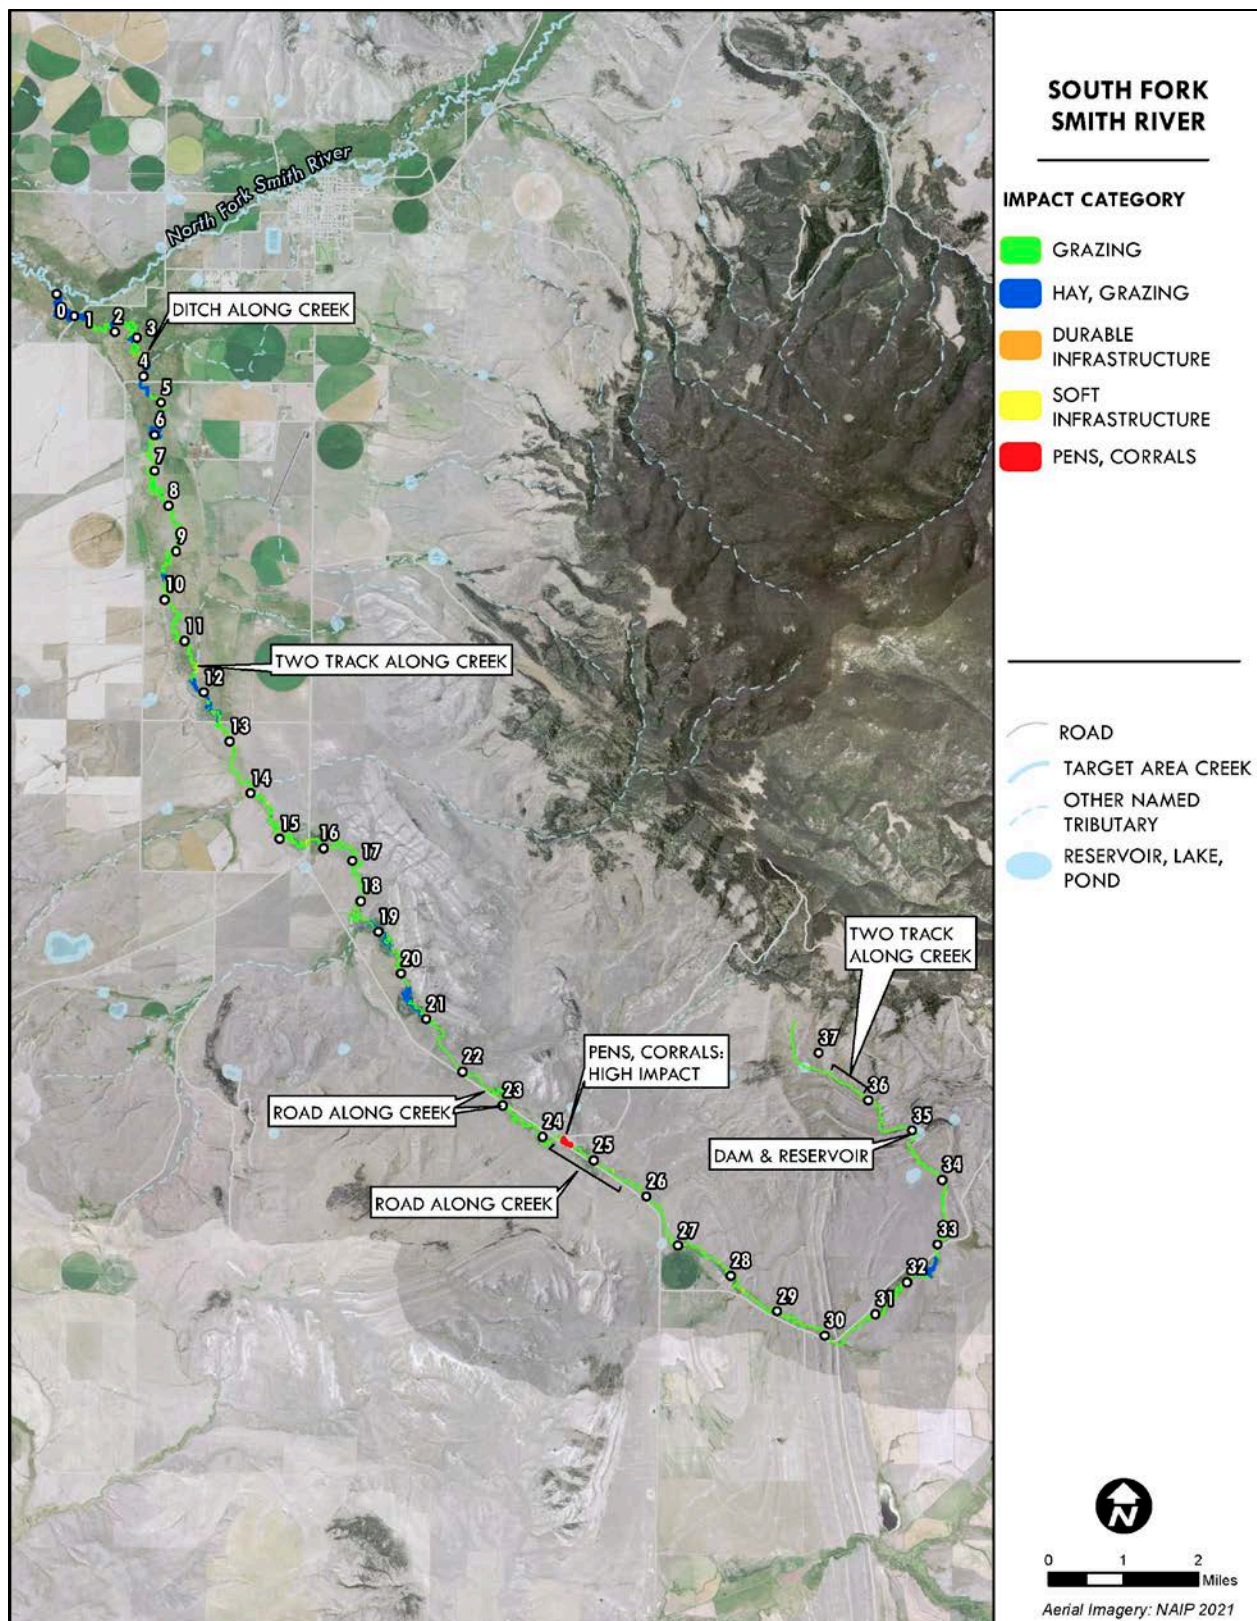 SOUTH FORK
SMITH RIVER
IMPACT CATEGORY
GRAZING
HAY, GRAZING
DURABLE
INFRASTRUCTURE
SOFT
INFRASTRUCTURE
PENS, CORRALS
ROAD
TARGET AREA CREEK
OTHER NAMED
TRIBUTARY
RESERVOIR, LAKE,
POND
North Fork Smith River
0
1
2
3
DITCH ALONG CREEK
4
5
6
7
8
9
10
11
TWO TRACK ALONG CREEK
12
13
14
15
16
17
18
19
20
21
22
23
ROAD ALONG CREEK
24
PENS, CORRALS:
HIGH IMPACT
25
ROAD ALONG CREEK
26
27
28
29
30
31
32
33
34
35
DAM & RESERVOIR
36
TWO TRACK
ALONG CREEK
37
N
0 1 2
Miles
Aerial Imagery: NAIP 2021